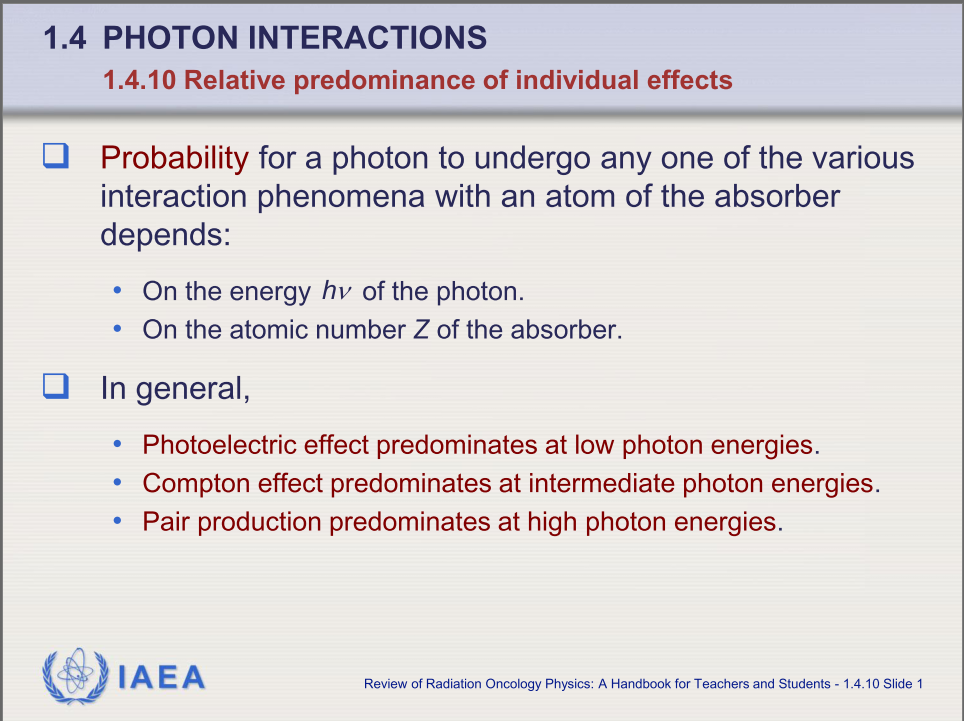 1.4 PHOTON INTERACTIONS
1.4.10 Relative predominance of individual effects
Probability for a photon to undergo any one of the various
interaction phenomena with an atom of the absorber
depends:
• On the energy hν of the photon.
• On the atomic number Z of the absorber.
In general,
• Photoelectric effect predominates at low photon energies.
• Compton effect predominates at intermediate photon energies.
• Pair production predominates at high photon energies.
IAEA
Review of Radiation Oncology Physics: A Handbook for Teachers and Students - 1.4.10 Slide 1